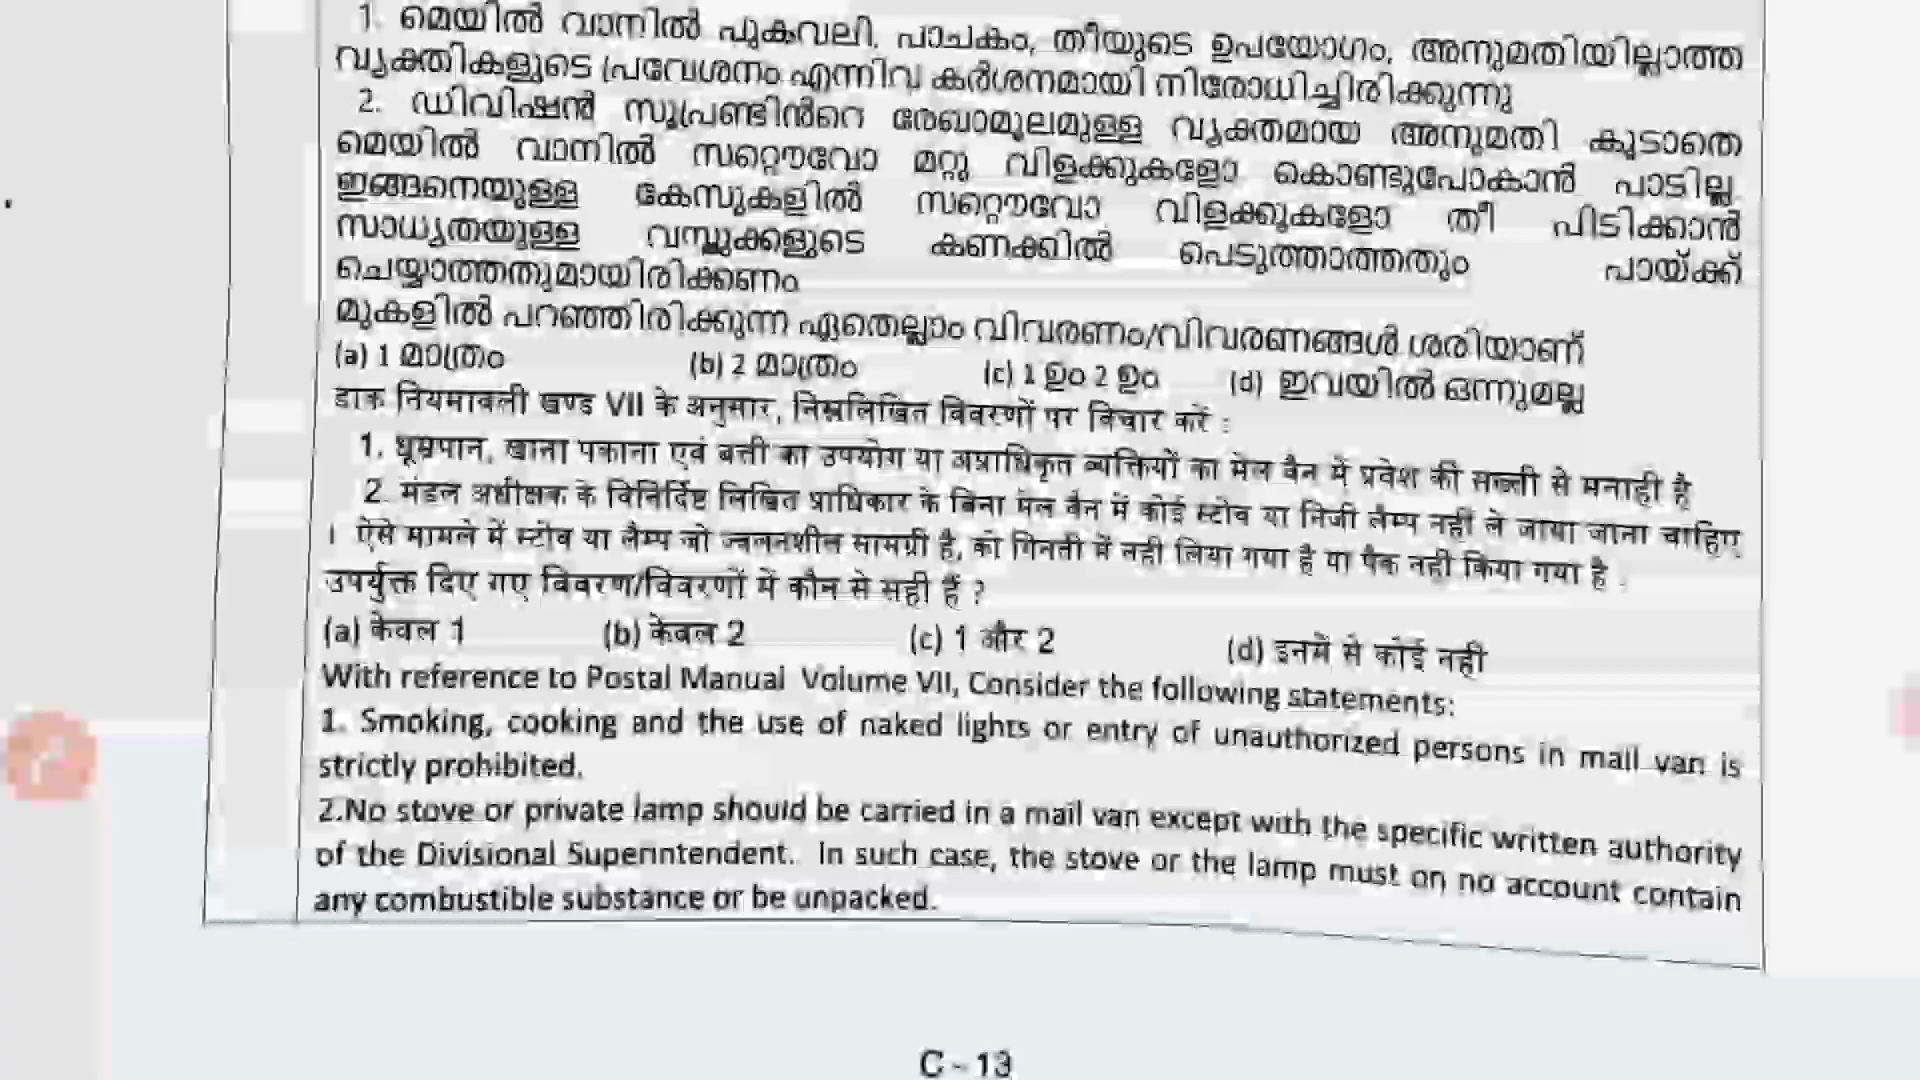 1. മെയിൽ വാനിൽ പുകവലി, പാചകം, തീയുടെ ഉപയോഗം, അനുമതിയില്ലാത്ത
വ്യക്തികളുടെ പ്രവേശനം എന്നിവ കർശനമായി നിരോധിച്ചിരിക്കുന്നു
2. ഡിവിഷൻ സൂപ്രണ്ടിൻറെ രേഖാമൂലമുള്ള വ്യക്തമായ അനുമതി കൂടാതെ
മെയിൽ വാനിൽ സറ്റൌവോ മറ്റു വിളക്കുകളോ കൊണ്ടുപോകാൻ പാടില്ല.
ഇങ്ങനെയുള്ള കേസുകളിൽ സറ്റൌവോ വിളക്കുകളോ തീ പിടിക്കാൻ
സാധ്യതയുള്ള വസ്തുക്കളുടെ കണക്കിൽ പെടുത്താത്തതും പായ്ക്ക്
ചെയ്യാത്തതുമായിരിക്കണം
മുകളിൽ പറഞ്ഞിരിക്കുന്ന ഏതെല്ലാം വിവരണം/വിവരണങ്ങൾ ശരിയാണ്
(a) 1 മാത്രം (b) 2 മാത്രം (c) 1 ഉം 2 ഉം (d) ഇവയിൽ ഒന്നുമല്ല
डाक नियमावली खण्ड VII के अनुसार, निम्नलिखित विवरणों पर विचार करें :
1. धूम्रपान, खाना पकाना एवं बत्ती का उपयोग या अप्राधिकृत व्यक्तियों का मेल वैन में प्रवेश की सख्ती से मनाही है
2. मंडल अधीक्षक के विनिर्दिष्ट लिखित प्राधिकार के बिना मेल वैन में कोई स्टोव या निजी लैम्प नहीं ले जाया जाना चाहिए
। ऐसे मामले में स्टोव या लैम्प जो ज्वलनशील सामग्री है, को गिनती में नही लिया गया है या पैक नही किया गया है .
उपर्युक्त दिए गए विवरण/विवरणों में कौन से सही हैं ?
(a) केवल 1 (b) केवल 2 (c) 1 और 2 (d) इनमें से कोई नही
With reference to Postal Manual Volume VII, Consider the following statements:
1. Smoking, cooking and the use of naked lights or entry of unauthorized persons in mail van is
strictly prohibited.
2.No stove or private lamp should be carried in a mail van except with the specific written authority
of the Divisional Superintendent. In such case, the stove or the lamp must on no account contain
any combustible substance or be unpacked.
C - 13